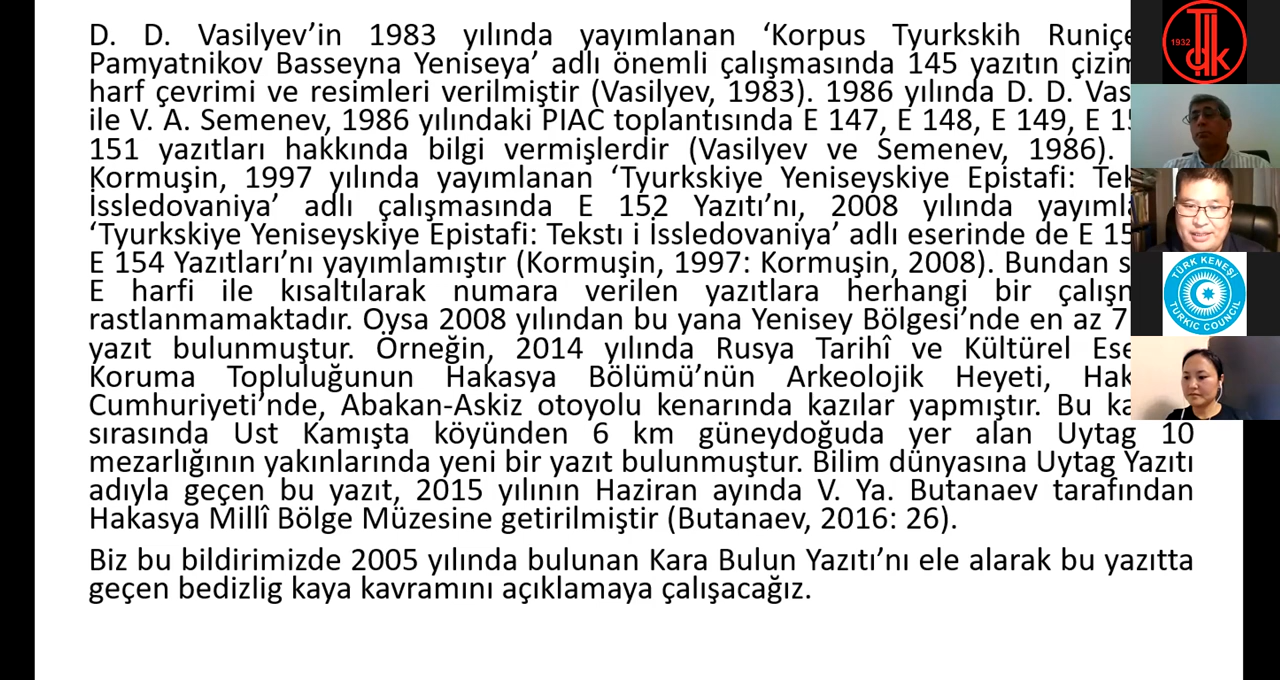 D. D. Vasilyev’in 1983 yılında yayımlanan ‘Korpus Tyurkskih
Pamyatnikov Basseyna Yeniseya’ adlı önemli çalışmasında 145 yazıtın
harf çevrimi ve resimleri verilmiştir (Vasilyev, 1983). 1986 yılında D. D.
ile V. A. Semenev, 1986 yılındaki PIAC toplantısında E 147, E 148, E 149, E
151 yazıtları hakkında bilgi vermişlerdir (Vasilyev ve Semenev, 1986).
Kormuşin, 1997 yılında yayımlanan ‘Tyurkskiye Yeniseyskiye Epistafi:
İssledovaniya’ adlı çalışmasında E 152 Yazıtı’nı, 2008 yılında
‘Tyurkskiye Yeniseyskiye Epistafi: Tekstı i İssledovaniya’ adlı eserinde de E
E 154 Yazıtları’nı yayımlamıştır (Kormuşin, 1997: Kormuşin, 2008). Bundan
E harfi ile kısaltılarak numara verilen yazıtlara herhangi bir
rastlanmamaktadır. Oysa 2008 yılından bu yana Yenisey Bölgesi’nde en az
yazıt bulunmuştur. Örneğin, 2014 yılında Rusya Tarihî ve Kültürel
Koruma Topluluğunun Hakasya Bölümü’nün Arkeolojik Heyeti,
Cumhuriyeti’nde, Abakan-Askiz otoyolu kenarında kazılar yapmıştır. Bu
sırasında Ust Kamışta köyünden 6 km güneydoğuda yer alan Uytag 10
mezarlığının yakınlarında yeni bir yazıt bulunmuştur. Bilim dünyasına Uytag Yazıtı
adıyla geçen bu yazıt, 2015 yılının Haziran ayında V. Ya. Butanaev tarafından
Hakasya Millî Bölge Müzesine getirilmiştir (Butanaev, 2016: 26).
Biz bu bildirimizde 2005 yılında bulunan Kara Bulun Yazıtı’nı ele alarak bu yazıtta
geçen bedizlig kaya kavramını açıklamaya çalışacağız.
1932
TÜRK KENEŞİ
TURKIC COUNCIL